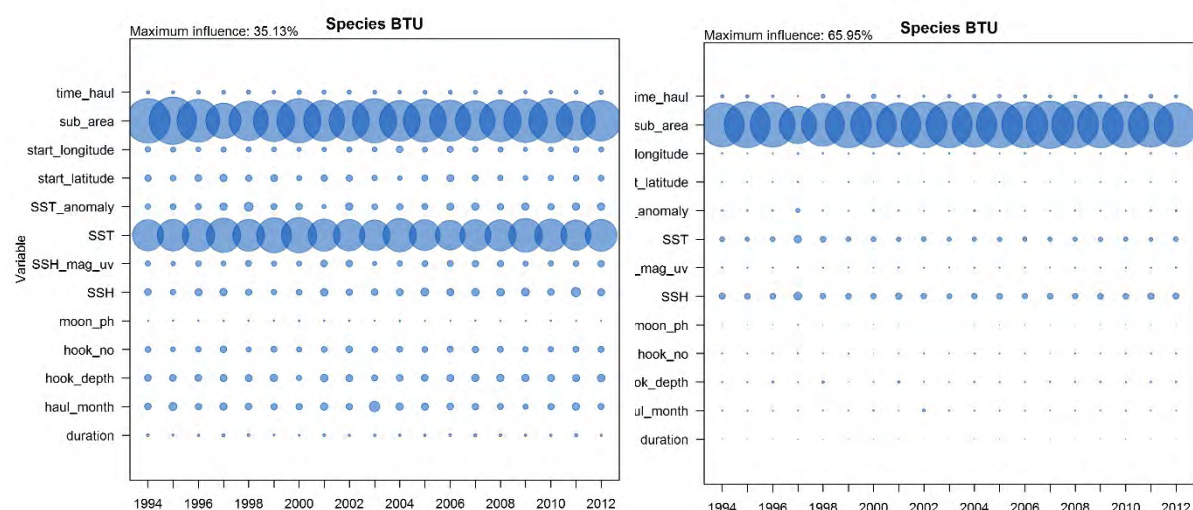 Species BTU
Maximum influence: 35.13%
time_haul
sub_area
start_longitude
start_latitude
SST_anomaly
SST
SSH_mag_uv
SSH
moon_ph
hook_no
hook_depth
haul_month
duration
Variable
1994 1996 1998 2000 2002 2004 2006 2008 2010 2012
Species BTU
Maximum influence: 65.95%
ime_haul
sub_area
longitude
t_latitude
_anomaly
SST
_mag_uv
SSH
moon_ph
hook_no
ok_depth
ul_month
duration
1994 1996 1998 2000 2002 2004 2006 2008 2010 2012